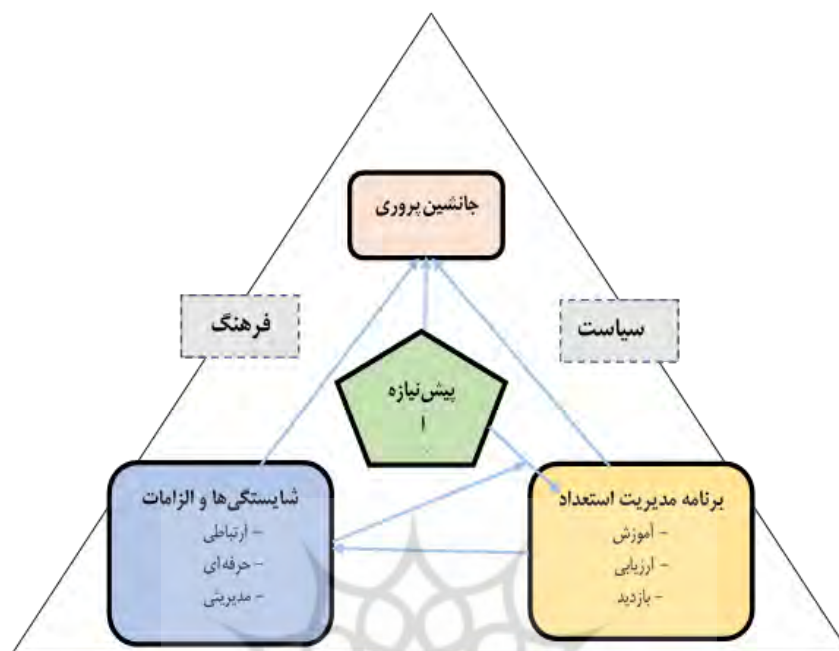 جانشین پروری
فرهنگ
سیاست
پیش‌نیازه
ا
شایستگی‌ها و الزامات
- ارتباطی
- حرفه‌ای
- مدیریتی
برنامه مدیریت استعداد
- آموزش
- ارزیابی
- بازدید